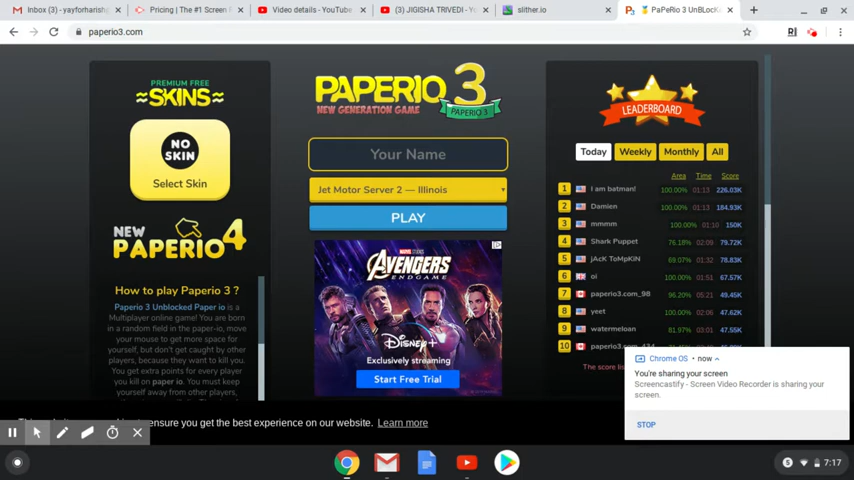 Inbox (3) - yayforharish
Pricing | The #1 Screen
Video details - YouTube
(3) JIGISHA TRIVEDI - Yo
slither.io
PaPeRio 3 UnBLocK
paperio3.com
PREMIUM FREE
SKINS
NO
SKIN
Select Skin
NEW
PAPERIO 4
How to play Paperio 3 ?
Paperio 3 Unblocked Paper io is a
Multiplayer online game! You are born
in a random field in the paper-io, move
your mouse to get more space for
yourself, but don't get caught by other
players, because they want to kill you.
You get extra points for every player
you kill on paper io. You must keep
yourself away from other players,
PAPERIO 3
NEW GENERATION GAME
PAPERIO 3
Your Name
Jet Motor Server 2 — Illinois
PLAY
MARVEL STUDIOS
AVENGERS
ENDGAME
DISNEY+
Exclusively streaming
Start Free Trial
LEADERBOARD
Today Weekly Monthly All
Area Time Score
1 I am batman! 100.00% 01:13 226.03K
2 Damien 100.00% 01:13 184.93K
3 mmmm 100.00% 01:10 150K
4 Shark Puppet 76.18% 02:09 79.72K
5 jAcK ToMpKiN 69.07% 01:32 78.83K
6 oi 100.00% 01:51 67.57K
7 paperio3.com_98 96.20% 05:21 49.45K
8 yeet 100.00% 02:06 47.62K
9 watermeloan 81.97% 03:01 47.55K
10 paperio3.com_434
The score lis
ensure you get the best experience on our website. Learn more
Chrome OS • now
You're sharing your screen
Screencastify - Screen Video Recorder is sharing your
screen.
STOP
S
7:17